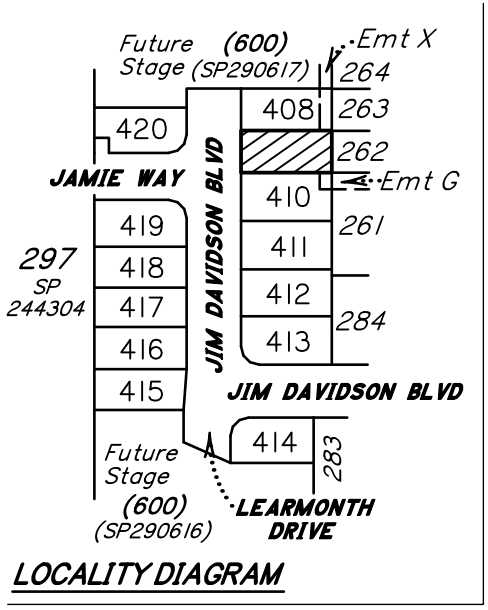 Future (600)
Stage (SP290617)
Emt X
264
408
263
420
262
JAMIE WAY
JIM DAVIDSON BLVD
Emt G
410
419
261
411
297
SP
244304
418
417
412
284
416
413
415
JIM DAVIDSON BLVD
414
283
Future
Stage
(600)
(SP290616)
LEARMONTH
DRIVE
LOCALITY DIAGRAM